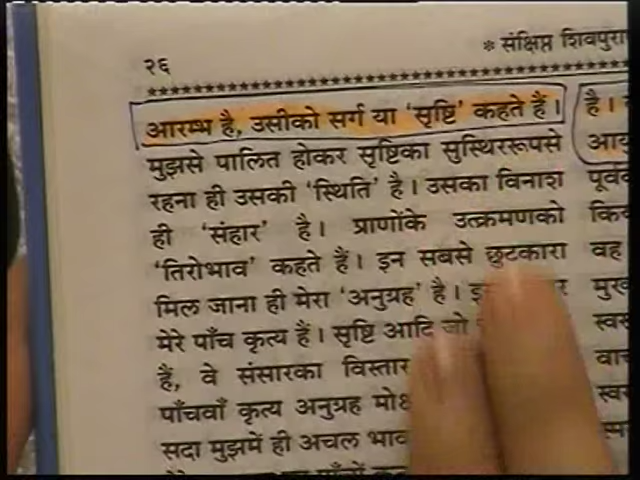 २६
* संक्षिप्त शिवपुरा
आरम्भ है, उसीको सर्ग या 'सृष्टि' कहते हैं।
मुझसे पालित होकर सृष्टिका सुस्थिररूपसे
रहना ही उसकी 'स्थिति' है। उसका विनाश
ही 'संहार' है। प्राणोंके उत्क्रमणको
'तिरोभाव' कहते हैं। इन सबसे छुटकारा
मिल जाना ही मेरा 'अनुग्रह' है।
मेरे पाँच कृत्य हैं। सृष्टि आदि जो
हैं, वे संसारका विस्तार
पाँचवाँ कृत्य अनुग्रह मोक्ष
सदा मुझमें ही अचल भाव
है।
आय
पूर्व
कि
वह
मुख
स्व
वा
स्व